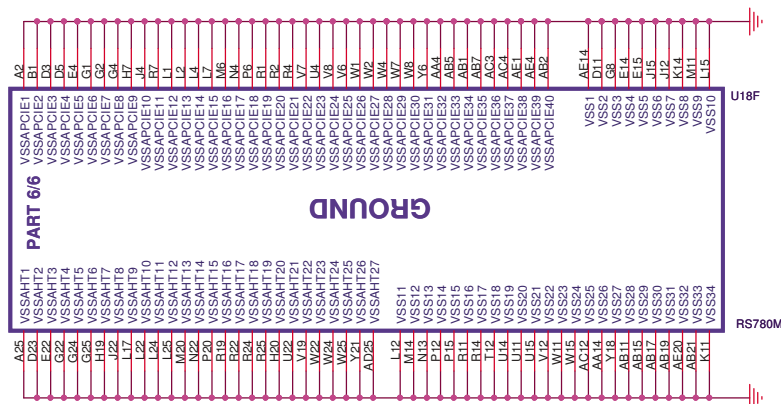 A2
B1
D3
D5
E4
G1
G2
G4
H7
J4
R7
L1
L2
L4
L7
M6
N4
P6
R1
R2
R4
V7
U4
V8
V6
W1
W2
W4
W7
W8
Y6
AA4
AB5
AB1
AB7
AC3
AC4
AE1
AE4
AB2
AE14
D11
G8
E14
E15
J15
J12
K14
M11
L15
U18F
VSSAPCIE1
VSSAPCIE2
VSSAPCIE3
VSSAPCIE4
VSSAPCIE5
VSSAPCIE6
VSSAPCIE7
VSSAPCIE8
VSSAPCIE9
VSSAPCIE10
VSSAPCIE11
VSSAPCIE12
VSSAPCIE13
VSSAPCIE14
VSSAPCIE15
VSSAPCIE16
VSSAPCIE17
VSSAPCIE18
VSSAPCIE19
VSSAPCIE20
VSSAPCIE21
VSSAPCIE22
VSSAPCIE23
VSSAPCIE24
VSSAPCIE25
VSSAPCIE26
VSSAPCIE27
VSSAPCIE28
VSSAPCIE29
VSSAPCIE30
VSSAPCIE31
VSSAPCIE32
VSSAPCIE33
VSSAPCIE34
VSSAPCIE35
VSSAPCIE36
VSSAPCIE37
VSSAPCIE38
VSSAPCIE39
VSSAPCIE40
VSS1
VSS2
VSS3
VSS4
VSS5
VSS6
VSS7
VSS8
VSS9
VSS10
PART 6/6
GROUND
VSSAHT1
VSSAHT2
VSSAHT3
VSSAHT4
VSSAHT5
VSSAHT6
VSSAHT7
VSSAHT8
VSSAHT9
VSSAHT10
VSSAHT11
VSSAHT12
VSSAHT13
VSSAHT14
VSSAHT15
VSSAHT16
VSSAHT17
VSSAHT18
VSSAHT19
VSSAHT20
VSSAHT21
VSSAHT22
VSSAHT23
VSSAHT24
VSSAHT25
VSSAHT26
VSSAHT27
VSS11
VSS12
VSS13
VSS14
VSS15
VSS16
VSS17
VSS18
VSS19
VSS20
VSS21
VSS22
VSS23
VSS24
VSS25
VSS26
VSS27
VSS28
VSS29
VSS30
VSS31
VSS32
VSS33
VSS34
RS780M
A25
D23
E22
G22
G24
G25
H19
J22
L17
L22
L24
L25
M20
N22
P20
R19
R22
R24
R25
H20
U22
V19
W22
W24
W25
Y21
AD25
L12
M14
N13
P12
P15
R11
R14
T12
U14
U11
U15
V12
W11
W15
AC12
AA14
Y18
AB11
AB15
AB17
AB19
AE20
AB21
K11